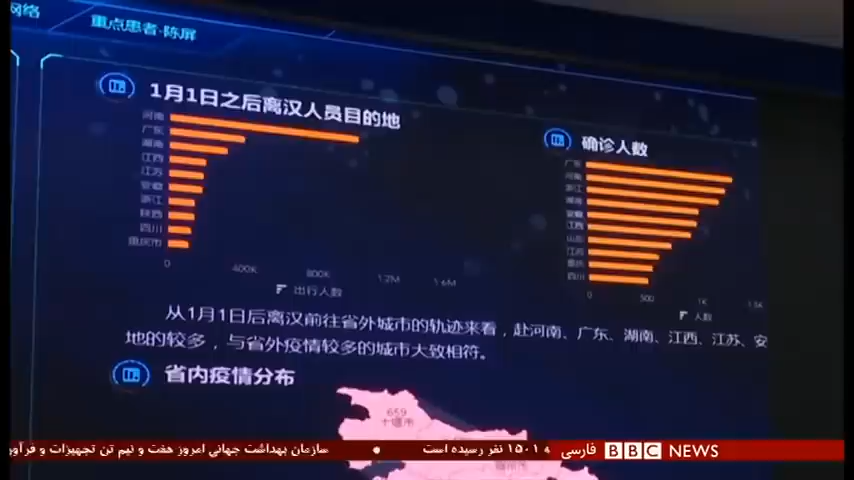 网络
重点患者·陈屏
1月1日之后离汉人员目的地
河南
广东
湖南
江西
江苏
安徽
浙江
陕西
四川
重庆市
0 400K 800K 1.2M 1.6M
出行人数
确诊人数
广东
河南
浙江
湖南
安徽
江西
山东
江苏
重庆
四川
0 500 1K 1.5K
人数
从1月1日后离汉前往省外城市的轨迹来看，赴河南、广东、湖南、江西、江苏、安
地的较多，与省外疫情较多的城市大致相符。
省内疫情分布
659
十堰市
سازمان بهداشت جهانی امروز هفت و نیم تن تجهیزات و فرآور
ه ۱۵۰۱ نفر رسیده است
فارسی BBC NEWS